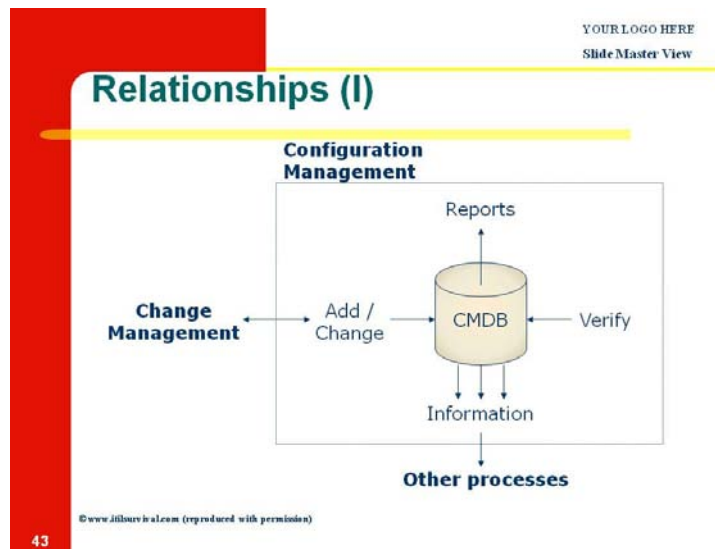 YOUR LOGO HERE
Slide Master View
Relationships (I)
Configuration
Management
Reports
Change
Management
Add /
Change
CMDB
Verify
Information
Other processes
©www.itilsurvival.com (reproduced with permission)
43